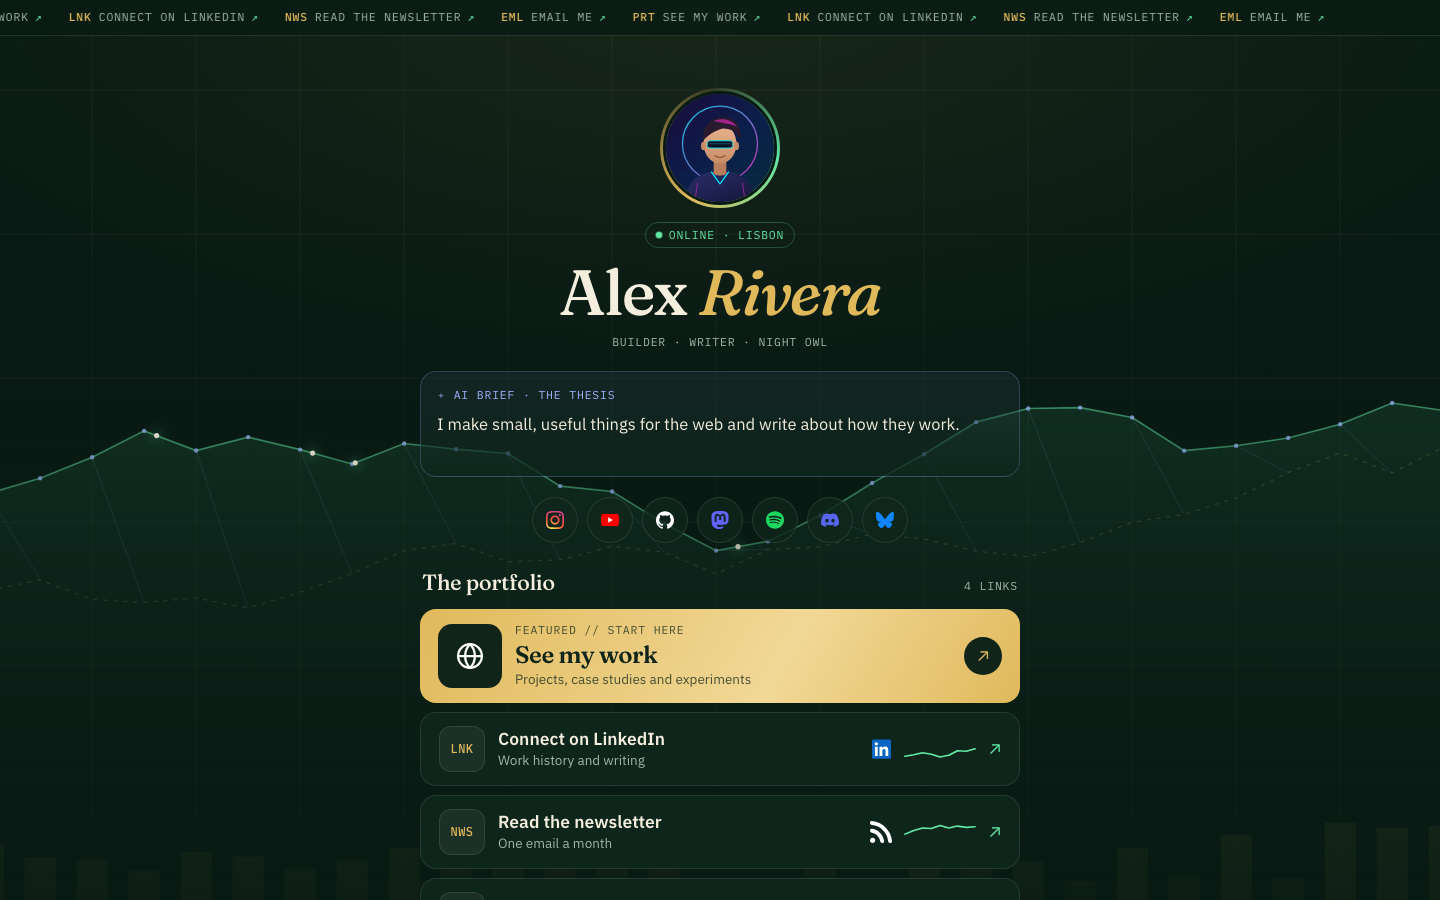 WORK ↗ LNK CONNECT ON LINKEDIN ↗ NWS READ THE NEWSLETTER ↗ EML EMAIL ME ↗ PRT SEE MY WORK ↗ LNK CONNECT ON LINKEDIN ↗ NWS READ THE NEWSLETTER ↗ EML EMAIL ME ↗
ONLINE · LISBON
Alex Rivera
BUILDER · WRITER · NIGHT OWL
✦ AI BRIEF · THE THESIS
I make small, useful things for the web and write about how they work.
The portfolio
4 LINKS
FEATURED // START HERE
See my work
Projects, case studies and experiments
LNK
Connect on LinkedIn
Work history and writing
in
NWS
Read the newsletter
One email a month